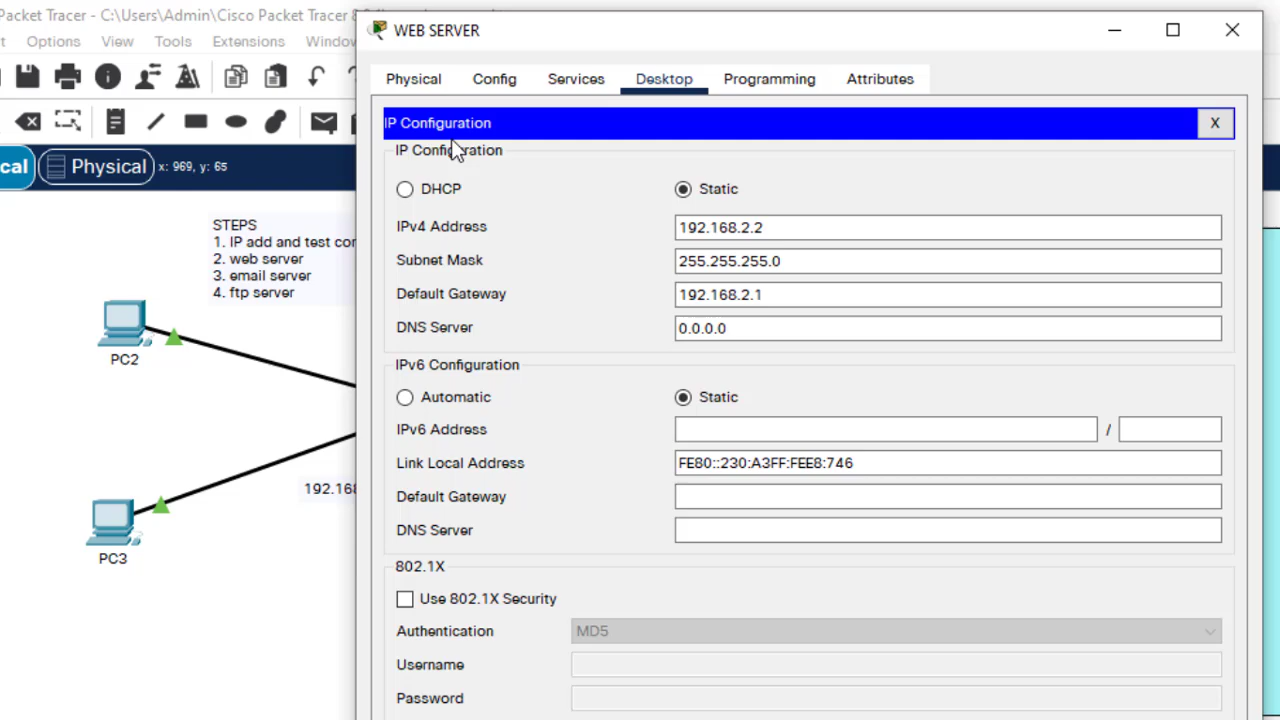 Packet Tracer - C:\Users\Admin\Cisco Packet Tracer
WEB SERVER
Options View Tools Extensions
Physical Config Services Desktop Programming Attributes
IP Configuration X
IP Configuration
Physical x: 969, y: 65
DHCP Static
IPv4 Address 192.168.2.2
STEPS
1. IP add and test
2. web server
3. email server
4. ftp server
Subnet Mask 255.255.255.0
Default Gateway 192.168.2.1
DNS Server 0.0.0.0
PC2
IPv6 Configuration
Automatic Static
IPv6 Address /
Link Local Address FE80::230:A3FF:FEE8:746
192.168
Default Gateway
DNS Server
PC3
802.1X
Use 802.1X Security
Authentication MD5
Username
Password